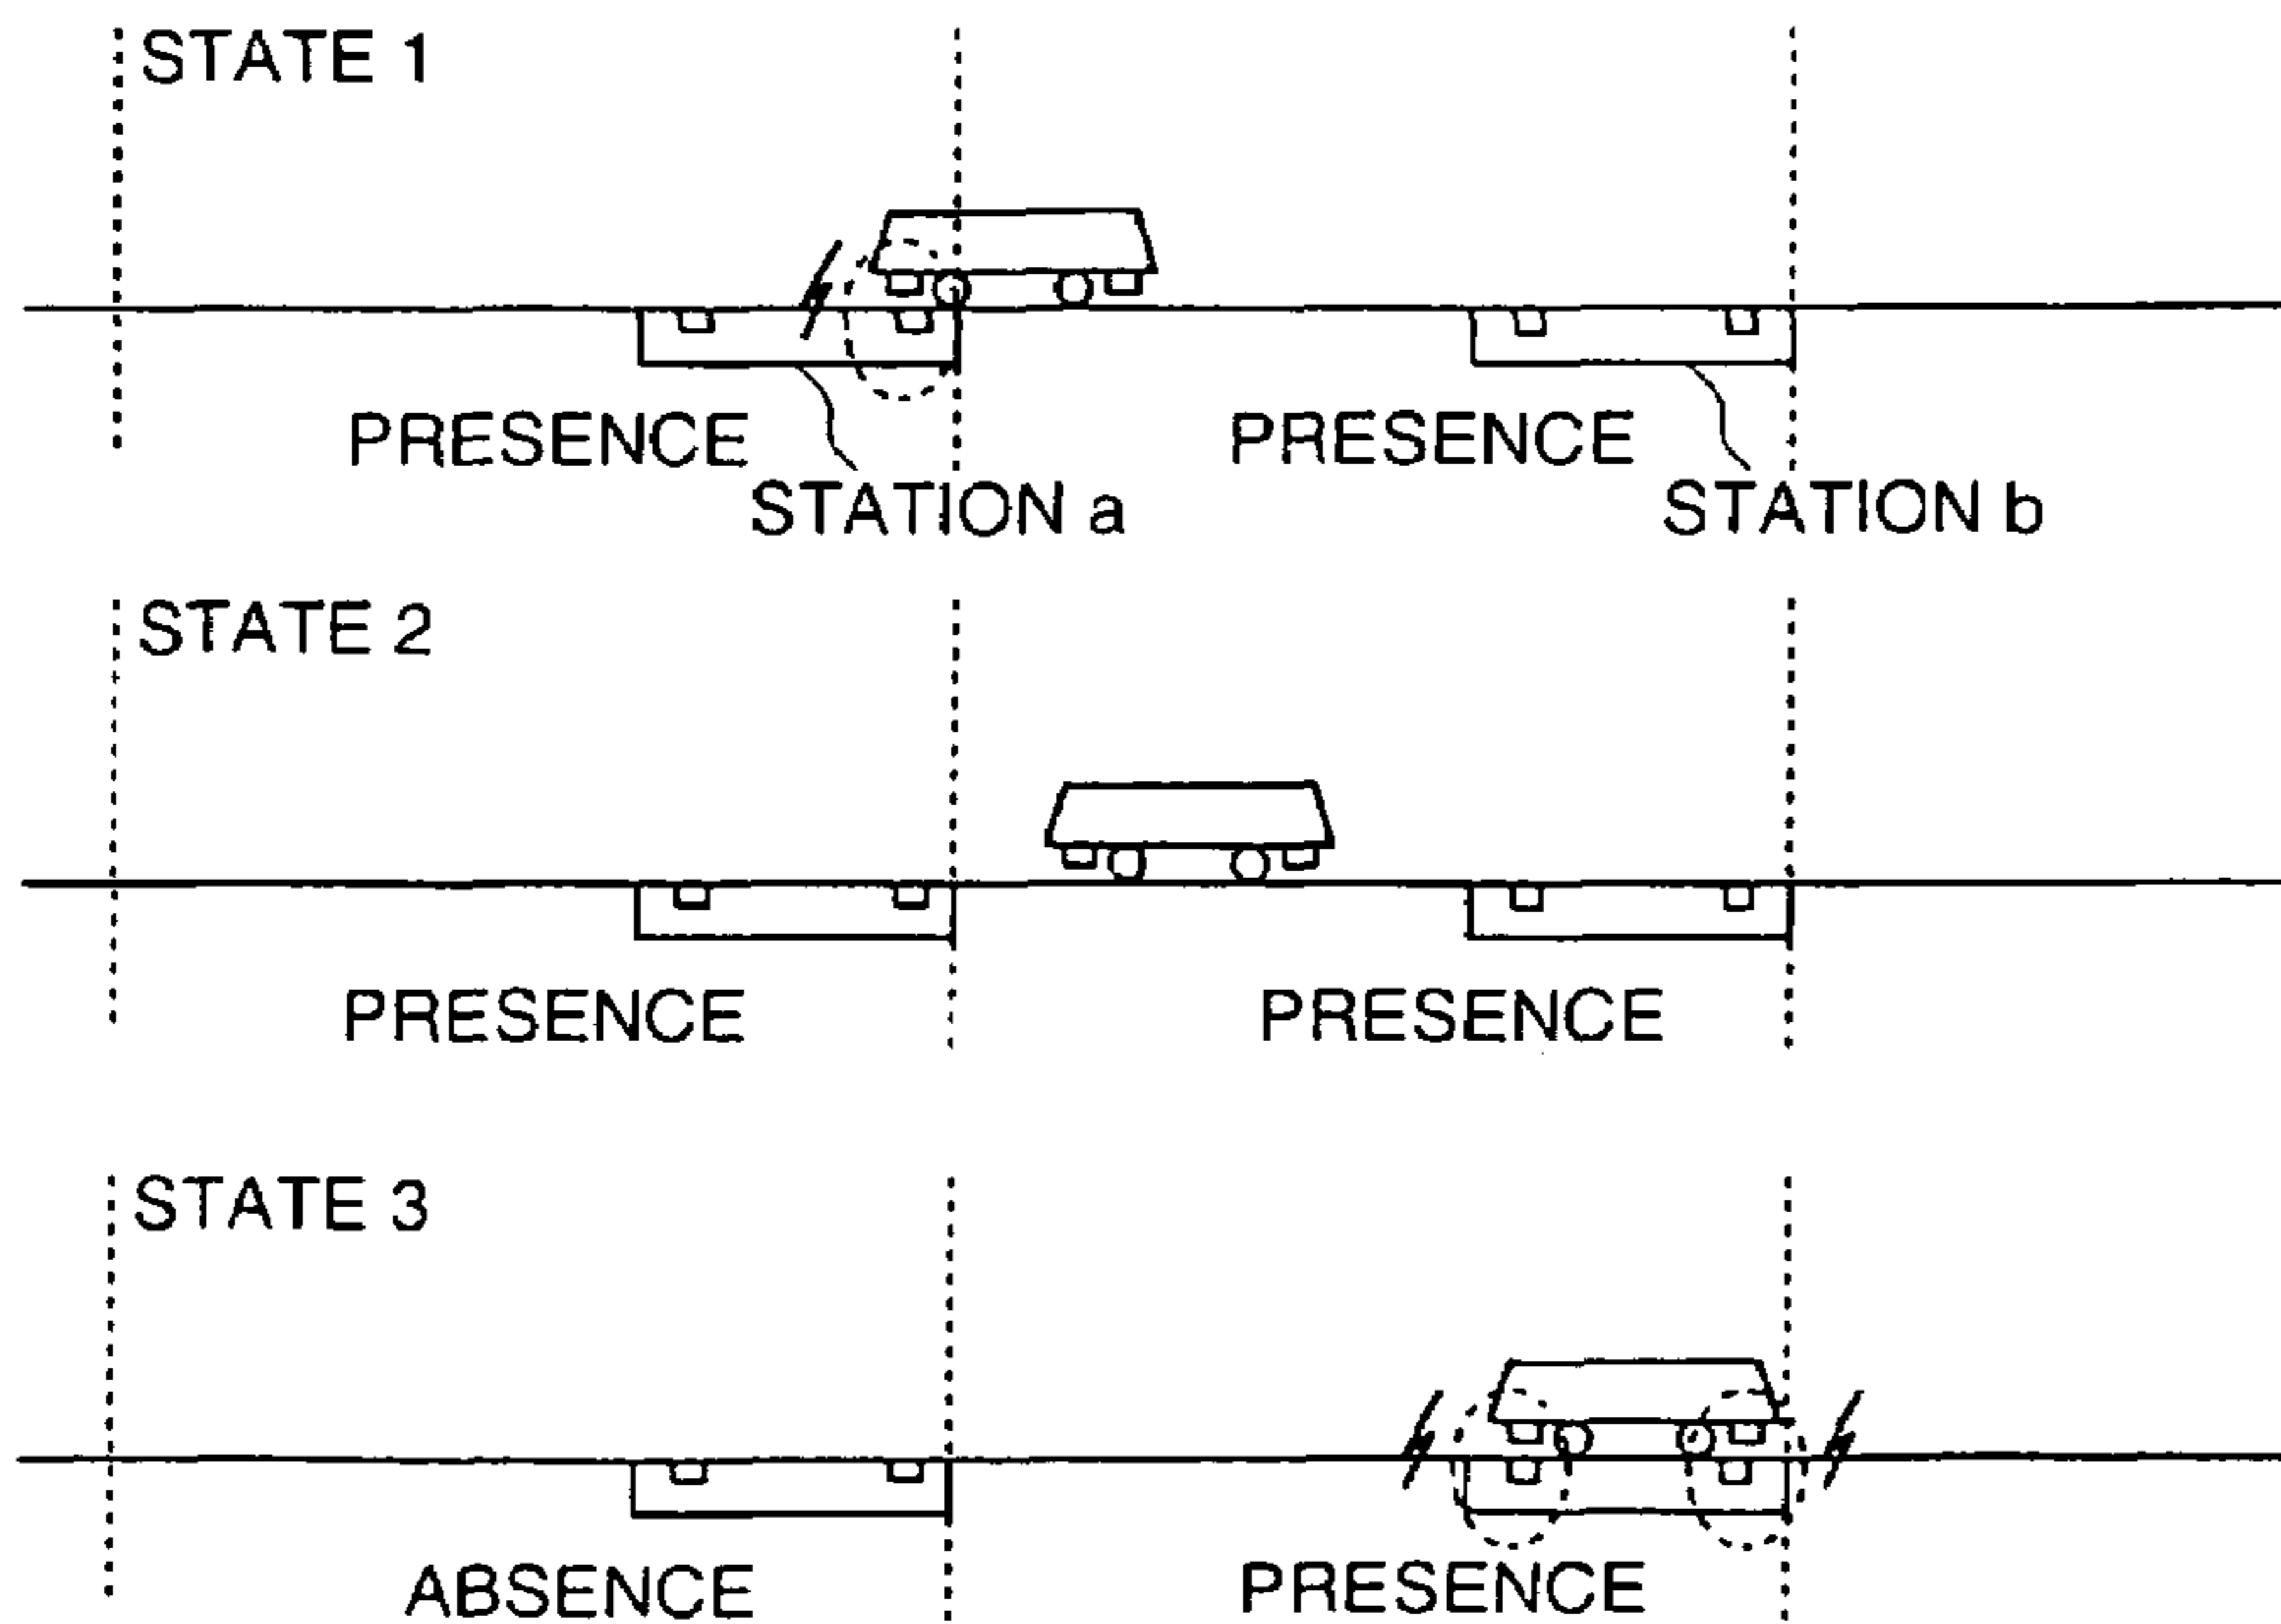 STATE 1
PRESENCE PRESENCE
STATION a STATION b
STATE 2
PRESENCE PRESENCE
STATE 3
ABSENCE PRESENCE